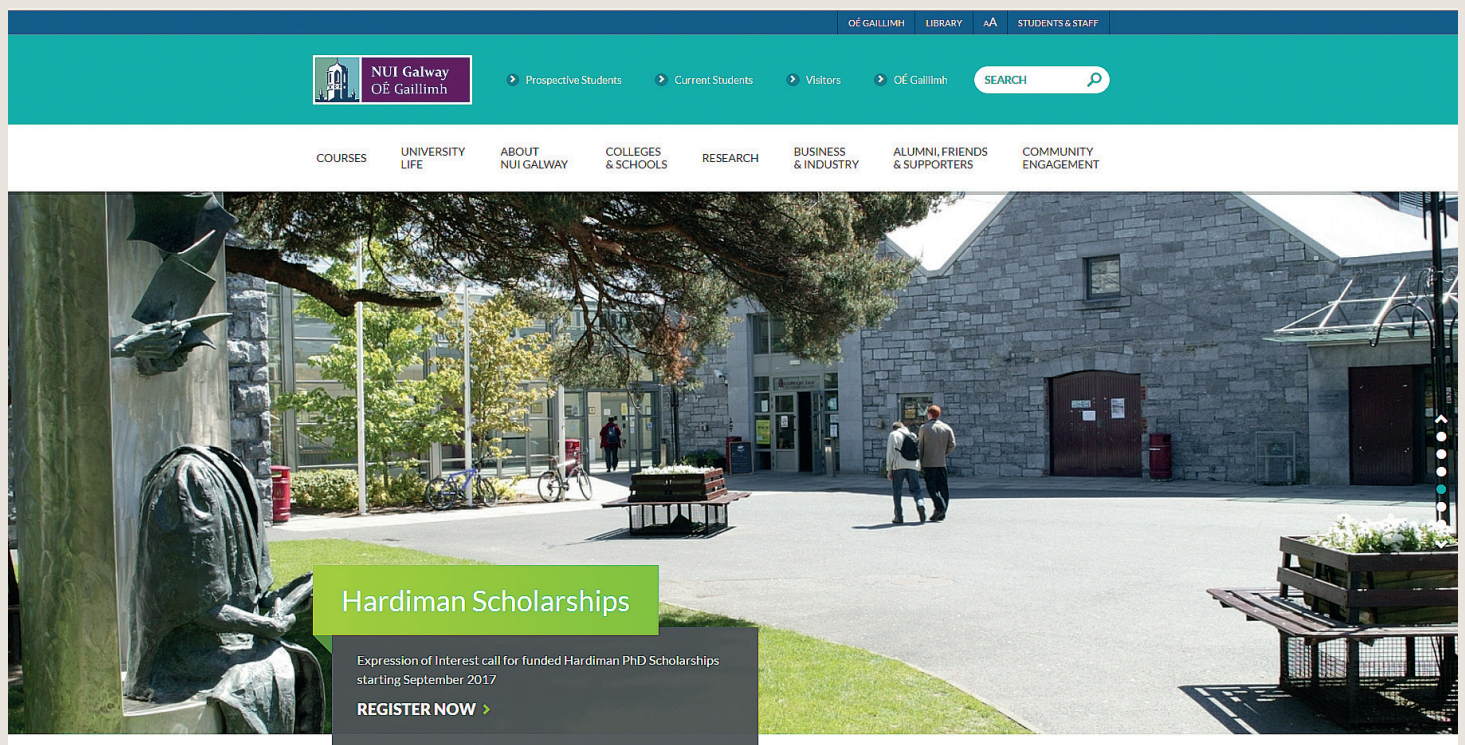 OÉ GAILLIMH LIBRARY AA STUDENTS & STAFF
NUI Galway
OÉ Gaillimh
Prospective Students Current Students Visitors OÉ Gaillimh SEARCH
COURSES
UNIVERSITY
LIFE
ABOUT
NUI GALWAY
COLLEGES
& SCHOOLS
RESEARCH
BUSINESS
& INDUSTRY
ALUMNI, FRIENDS
& SUPPORTERS
COMMUNITY
ENGAGEMENT
Hardiman Scholarships
Expression of Interest call for funded Hardiman PhD Scholarships
starting September 2017
REGISTER NOW >